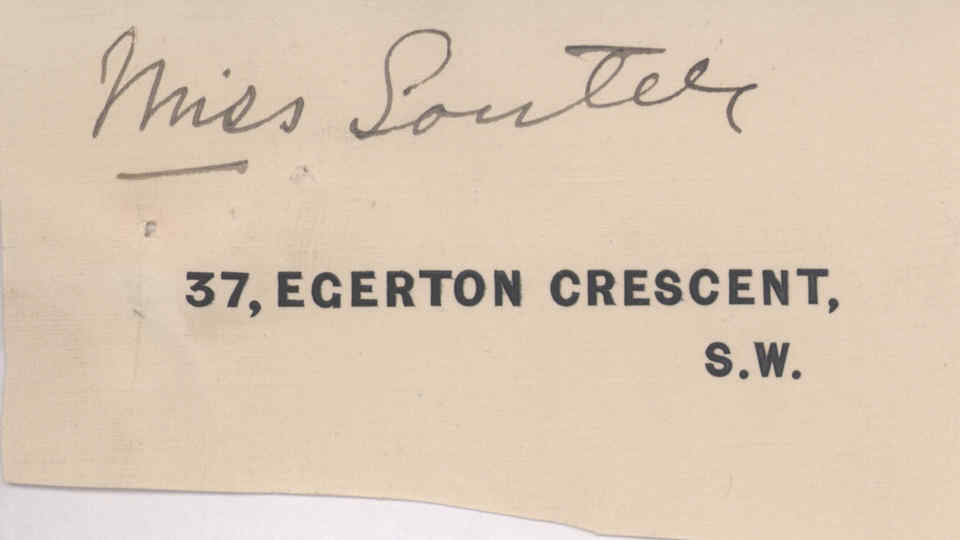 Miss Souter
37, EGERTON CRESCENT,
S.W.